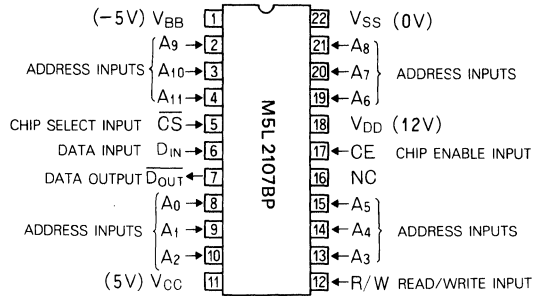 (-5V) VBB 1 22 VSS (0V)
A9 2 21 A8
ADDRESS INPUTS A10 3 20 A7 ADDRESS INPUTS
A11 4 19 A6
CHIP SELECT INPUT CS 5 18 VDD (12V)
DATA INPUT DIN 6 17 CE CHIP ENABLE INPUT
DATA OUTPUT DOUT 7 16 NC
A0 8 15 A5
ADDRESS INPUTS A1 9 14 A4 ADDRESS INPUTS
A2 10 13 A3
(5V) VCC 11 12 R/W READ/WRITE INPUT
M5L2107BP